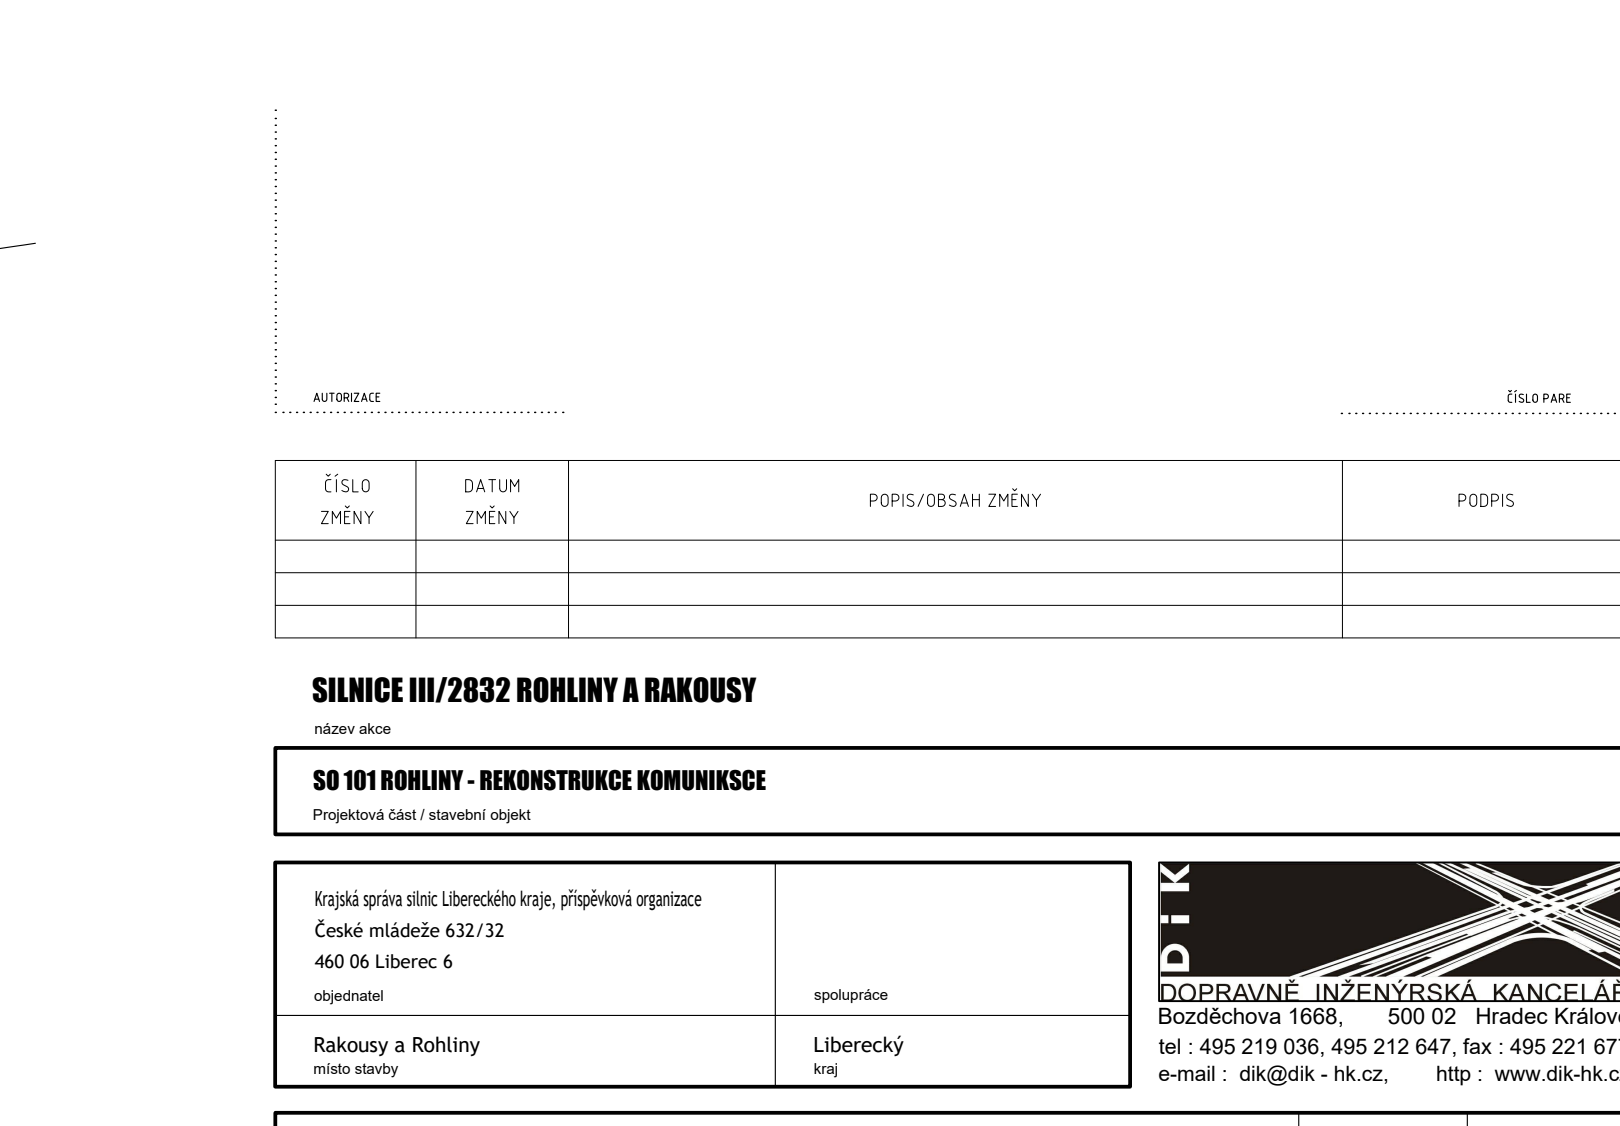 AUTORIZACE
ČÍSLO PARE
ČÍSLO ZMĚNY
DATUM ZMĚNY
POPIS/OBSAH ZMĚNY
PODPIS
SILNICE III/2832 ROHLINY A RAKOUSY
název akce
SO 101 ROHLINY - REKONSTRUKCE KOMUNIKSCE
Projektová část / stavební objekt
Krajská správa silnic Libereckého kraje, příspěvková organizace
České mládeže 632/32
460 06 Liberec 6
objednatel
spolupráce
Rakousy a Rohliny
místo stavby
Liberecký
kraj
DiK
DOPRAVNĚ INŽENÝRSKÁ KANCELÁŘ
Bozděchova 1668, 500 02 Hradec Králov
tel : 495 219 036, 495 212 647, fax : 495 221 67
e-mail : dik@dik - hk.cz, http : www.dik-hk.c